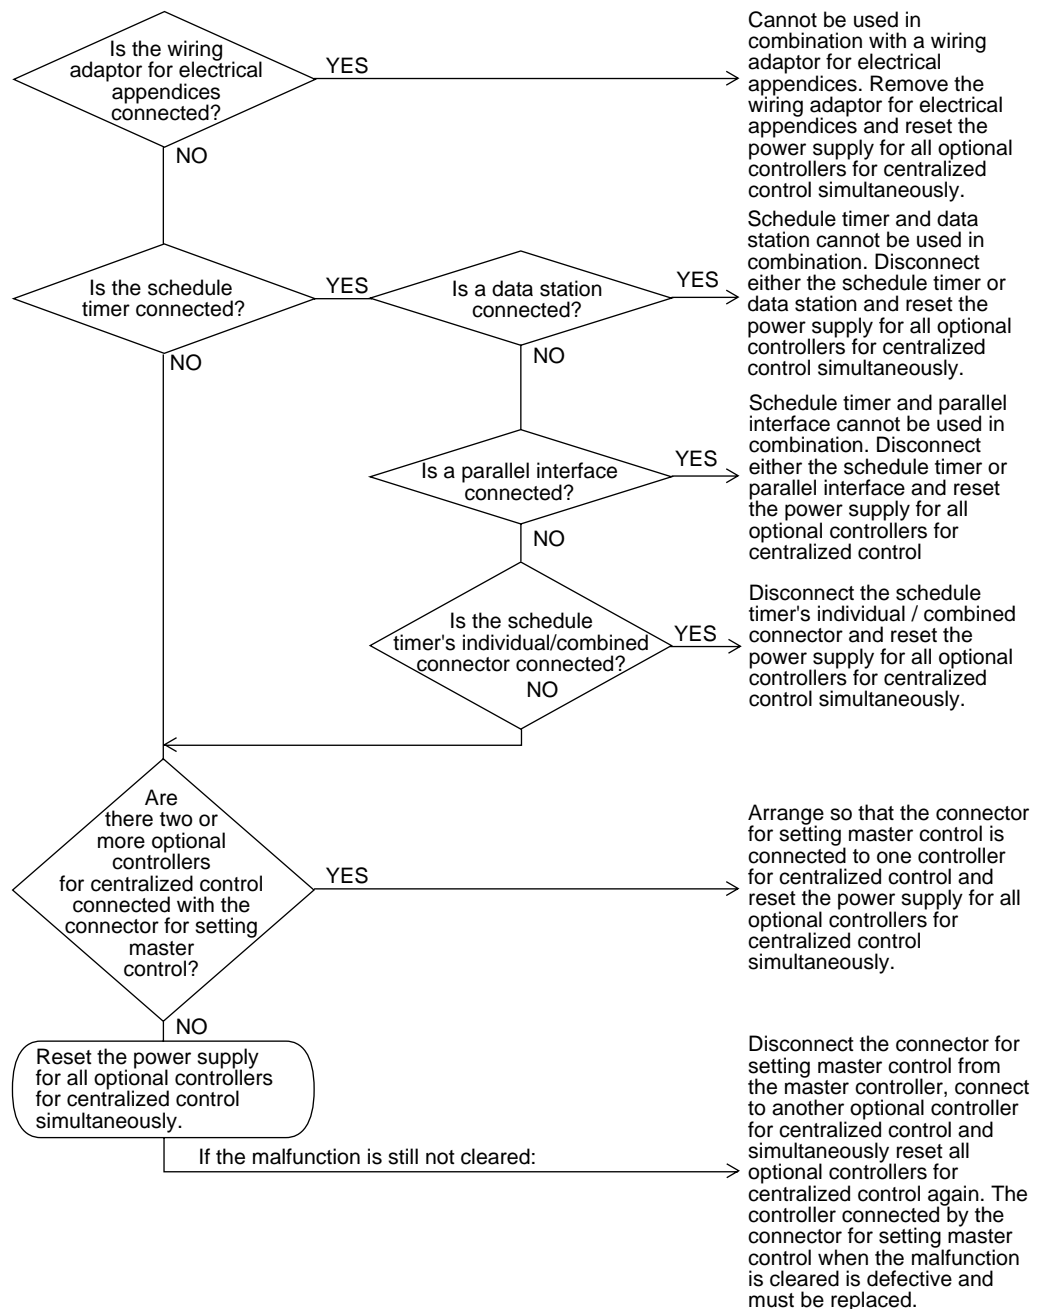 Is the wiring
adaptor for electrical
appendices
connected?
YES
Cannot be used in
combination with a wiring
adaptor for electrical
appendices. Remove the
wiring adaptor for electrical
appendices and reset the
power supply for all optional
controllers for centralized
control simultaneously.
NO
Is the schedule
timer connected?
YES
Is a data station
connected?
YES
Schedule timer and data
station cannot be used in
combination. Disconnect
either the schedule timer or
data station and reset the
power supply for all optional
controllers for centralized
control simultaneously.
NO
NO
Is a parallel interface
connected?
YES
Schedule timer and parallel
interface cannot be used in
combination. Disconnect
either the schedule timer or
parallel interface and reset
the power supply for all
optional controllers for
centralized control
NO
Is the schedule
timer's individual/combined
connector connected?
YES
NO
Disconnect the schedule
timer's individual / combined
connector and reset the
power supply for all optional
controllers for centralized
control simultaneously.
Are
there two or
more optional
controllers
for centralized control
connected with the
connector for setting
master
control?
YES
Arrange so that the connector
for setting master control is
connected to one controller
for centralized control and
reset the power supply for all
optional controllers for
centralized control
simultaneously.
NO
Reset the power supply
for all optional controllers
for centralized control
simultaneously.
If the malfunction is still not cleared:
Disconnect the connector for
setting master control from
the master controller, connect
to another optional controller
for centralized control and
simultaneously reset all
optional controllers for
centralized control again. The
controller connected by the
connector for setting master
control when the malfunction
is cleared is defective and
must be replaced.